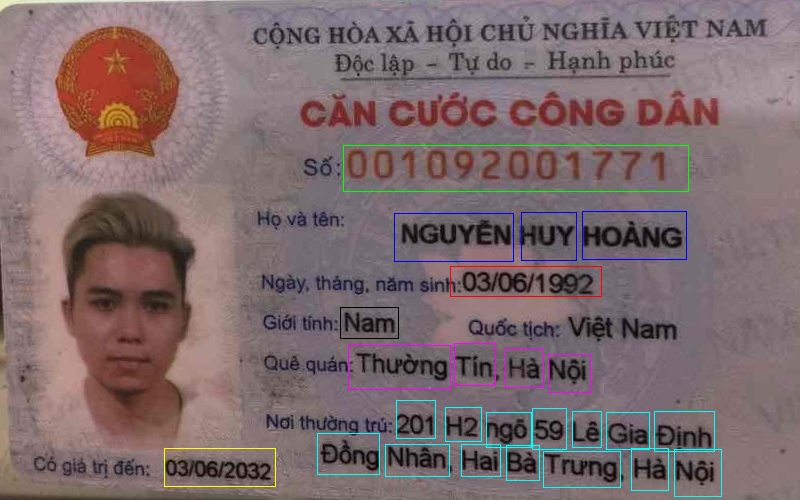 CỘNG HÒA XÃ HỘI CHỦ NGHĨA VIỆT NAM
Độc lập - Tự do - Hạnh phúc
CĂN CƯỚC CÔNG DÂN
Số: 001092001771
Họ và tên: NGUYỄN HUY HOÀNG
Ngày, tháng, năm sinh: 03/06/1992
Giới tính: Nam Quốc tịch: Việt Nam
Quê quán: Thường Tín, Hà Nội
Nơi thường trú: 201 H2 ngõ 59 Lê Gia Định
Đồng Nhân, Hai Bà Trưng, Hà Nội
Có giá trị đến: 03/06/2032